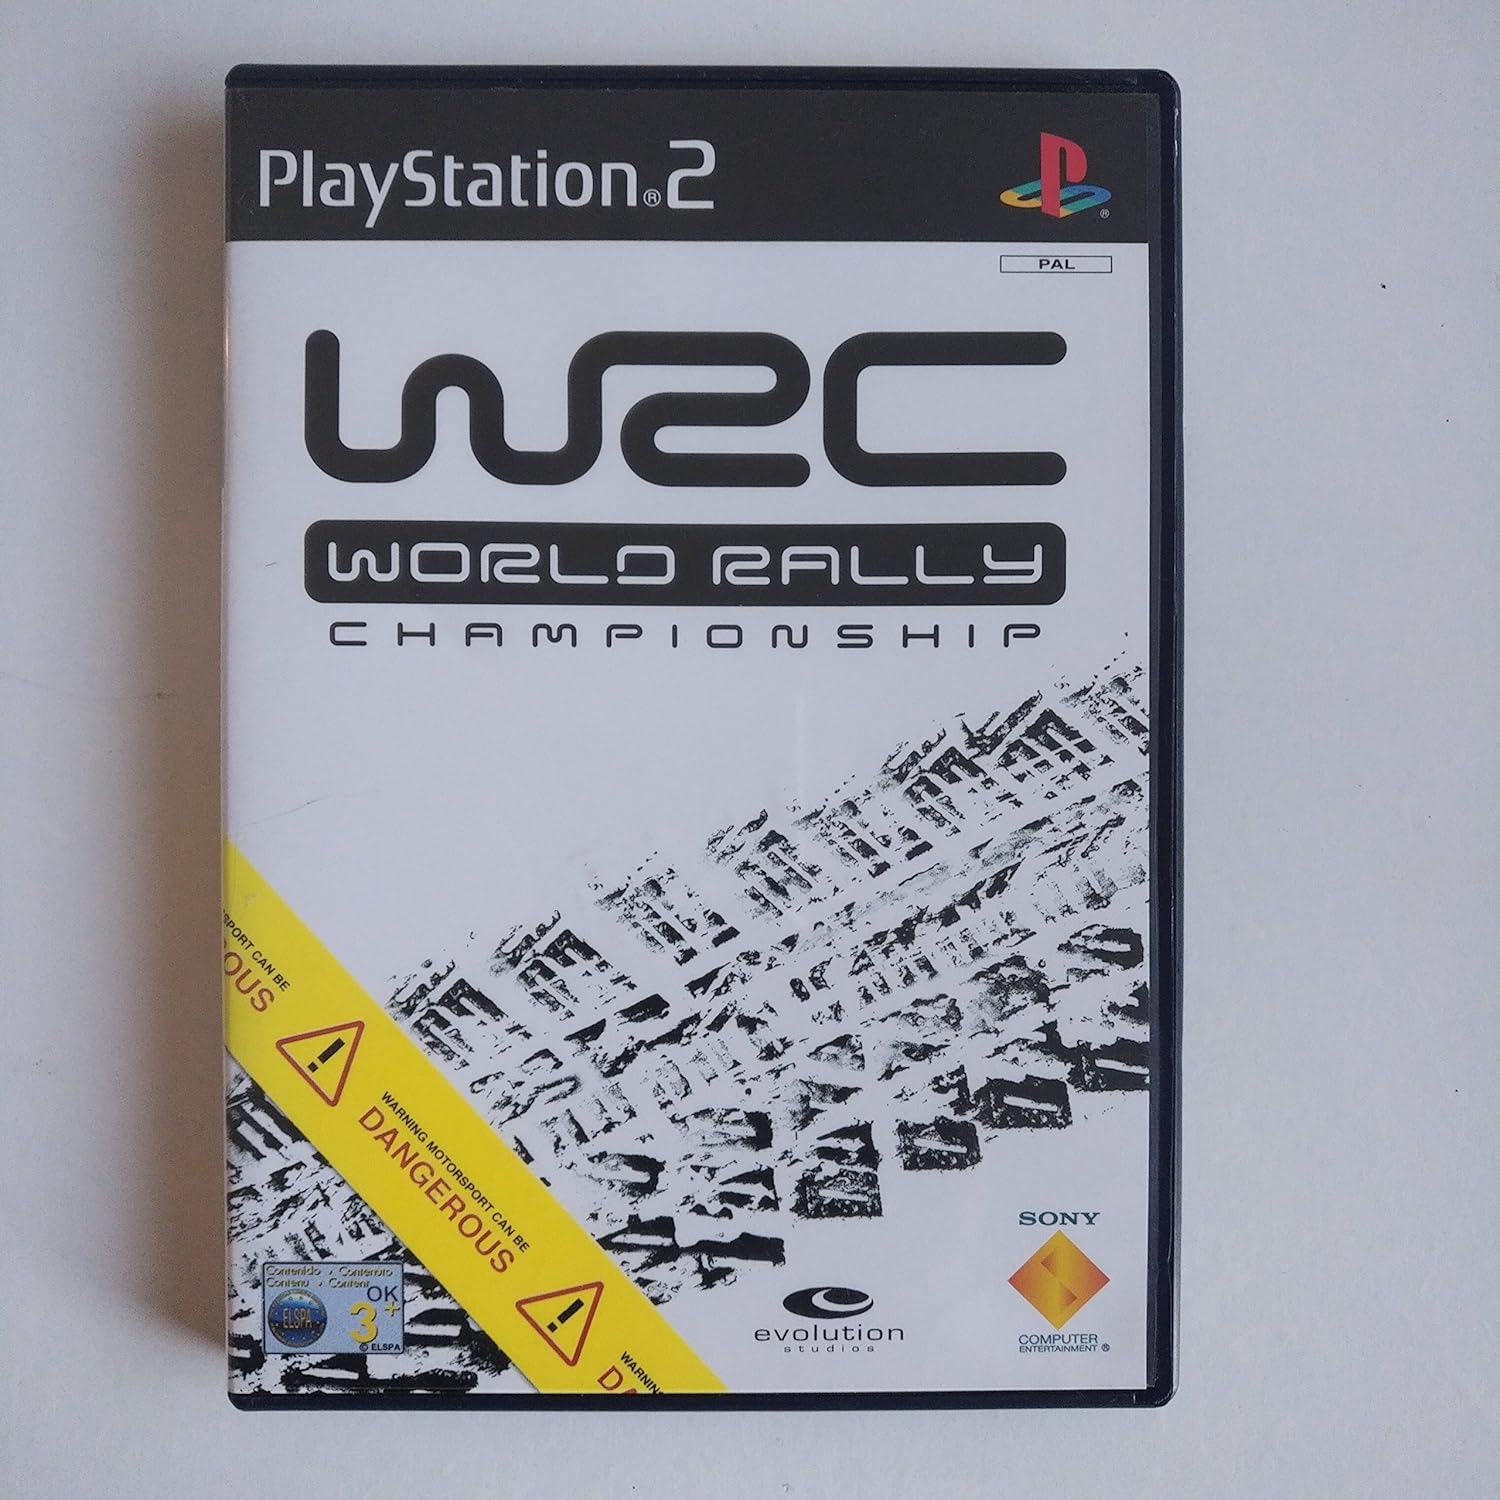 PlayStation®2
®
PAL
WRC
WORLD RALLY
CHAMPIONSHIP
SPORT CAN BE
OUS
!
WARNING MOTORSPORT CAN BE
DANGEROUS
!
WARNIN
DA
Contenido . Contenuto
Contenu . Content
OK
ELSPA
3+
© ELSPA
evolution
studios
SONY
COMPUTER
ENTERTAINMENT ®